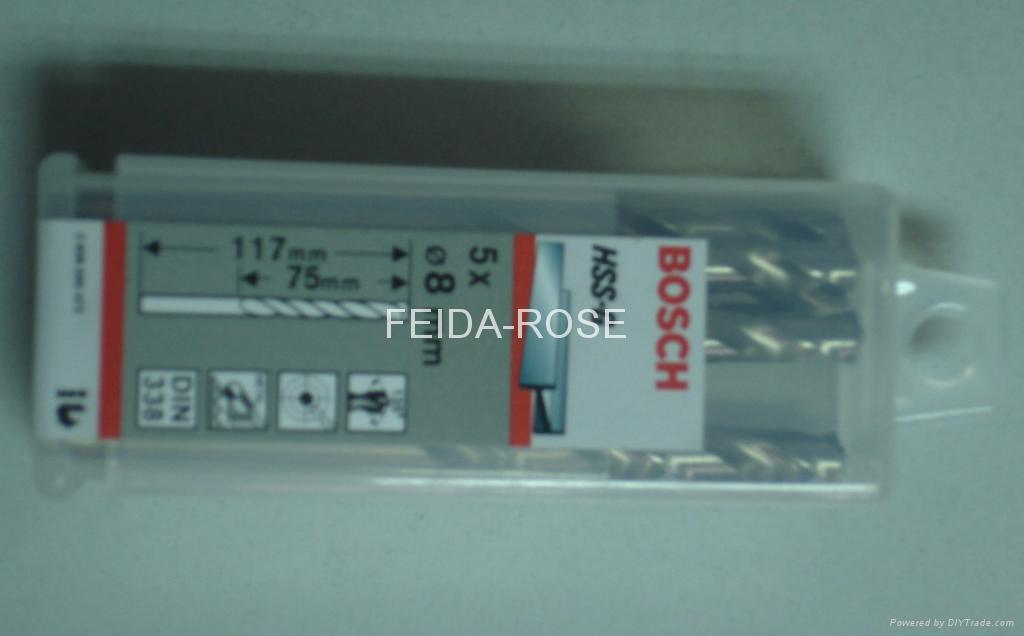 BOSCH
HSS-
5x
ø 8 mm
117mm
75mm
DIN
338
FEIDA-ROSE
Powered by DIYTrade.com